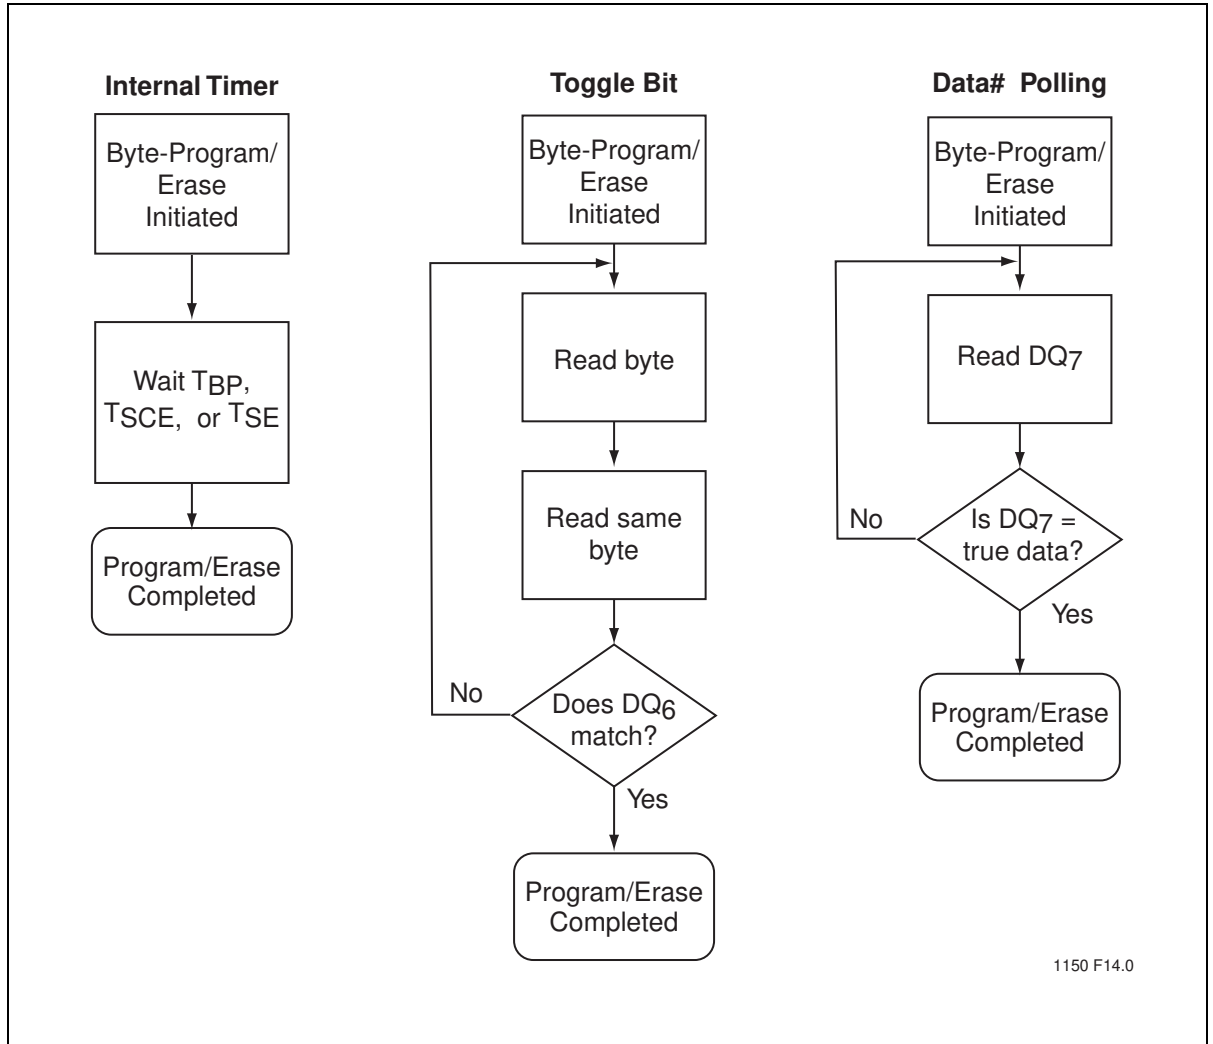 Internal Timer
Byte-Program/
Erase
Initiated
Wait TBP,
TSCE, or TSE
Program/Erase
Completed
Toggle Bit
Byte-Program/
Erase
Initiated
Read byte
Read same
byte
Does DQ6
match?
No
Yes
Program/Erase
Completed
Data# Polling
Byte-Program/
Erase
Initiated
Read DQ7
Is DQ7 =
true data?
No
Yes
Program/Erase
Completed
1150 F14.0